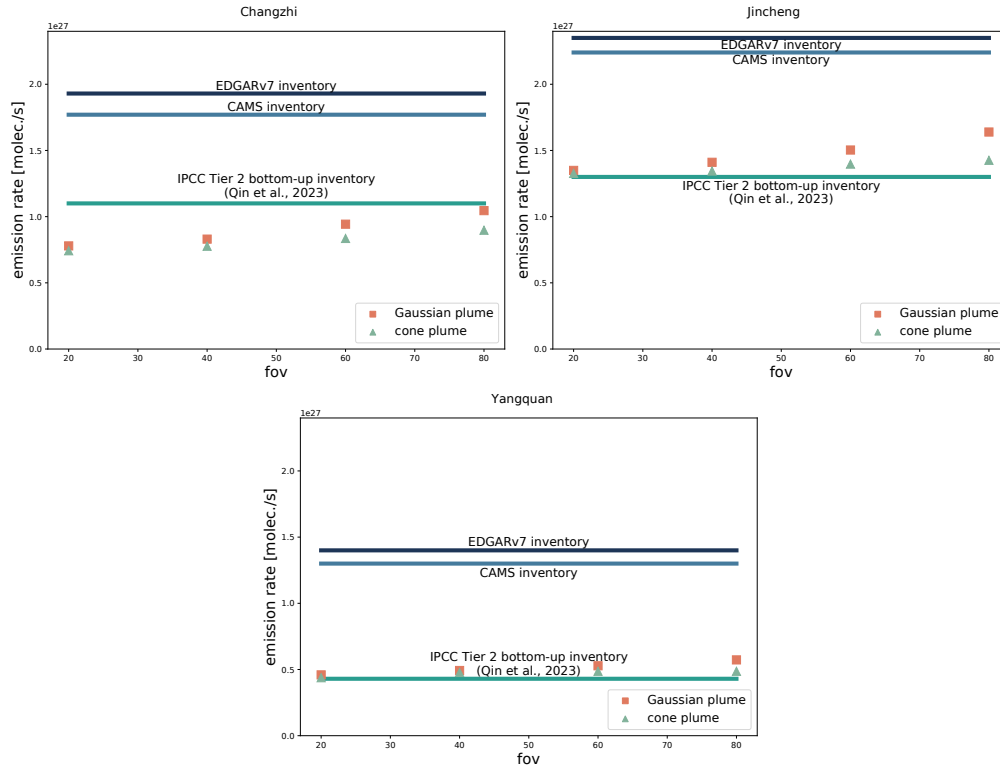 Changzhi
1e27
2.0
1.5
1.0
0.5
0.0
emission rate [molec./s]
EDGARv7 inventory
CAMS inventory
IPCC Tier 2 bottom-up inventory
(Qin et al., 2023)
Gaussian plume
cone plume
20 30 40 50 60 70 80
fov
Jincheng
1e27
2.0
1.5
1.0
0.5
0.0
emission rate [molec./s]
EDGARv7 inventory
CAMS inventory
IPCC Tier 2 bottom-up inventory
(Qin et al., 2023)
Gaussian plume
cone plume
20 30 40 50 60 70 80
fov
Yangquan
1e27
2.0
1.5
1.0
0.5
0.0
emission rate [molec./s]
EDGARv7 inventory
CAMS inventory
IPCC Tier 2 bottom-up inventory
(Qin et al., 2023)
Gaussian plume
cone plume
20 30 40 50 60 70 80
fov